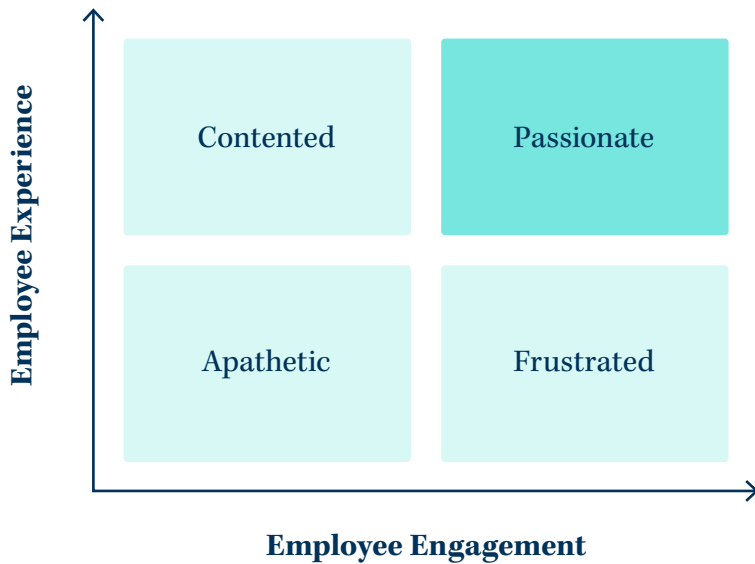 Employee Experience
Contented
Passionate
Apathetic
Frustrated
Employee Engagement